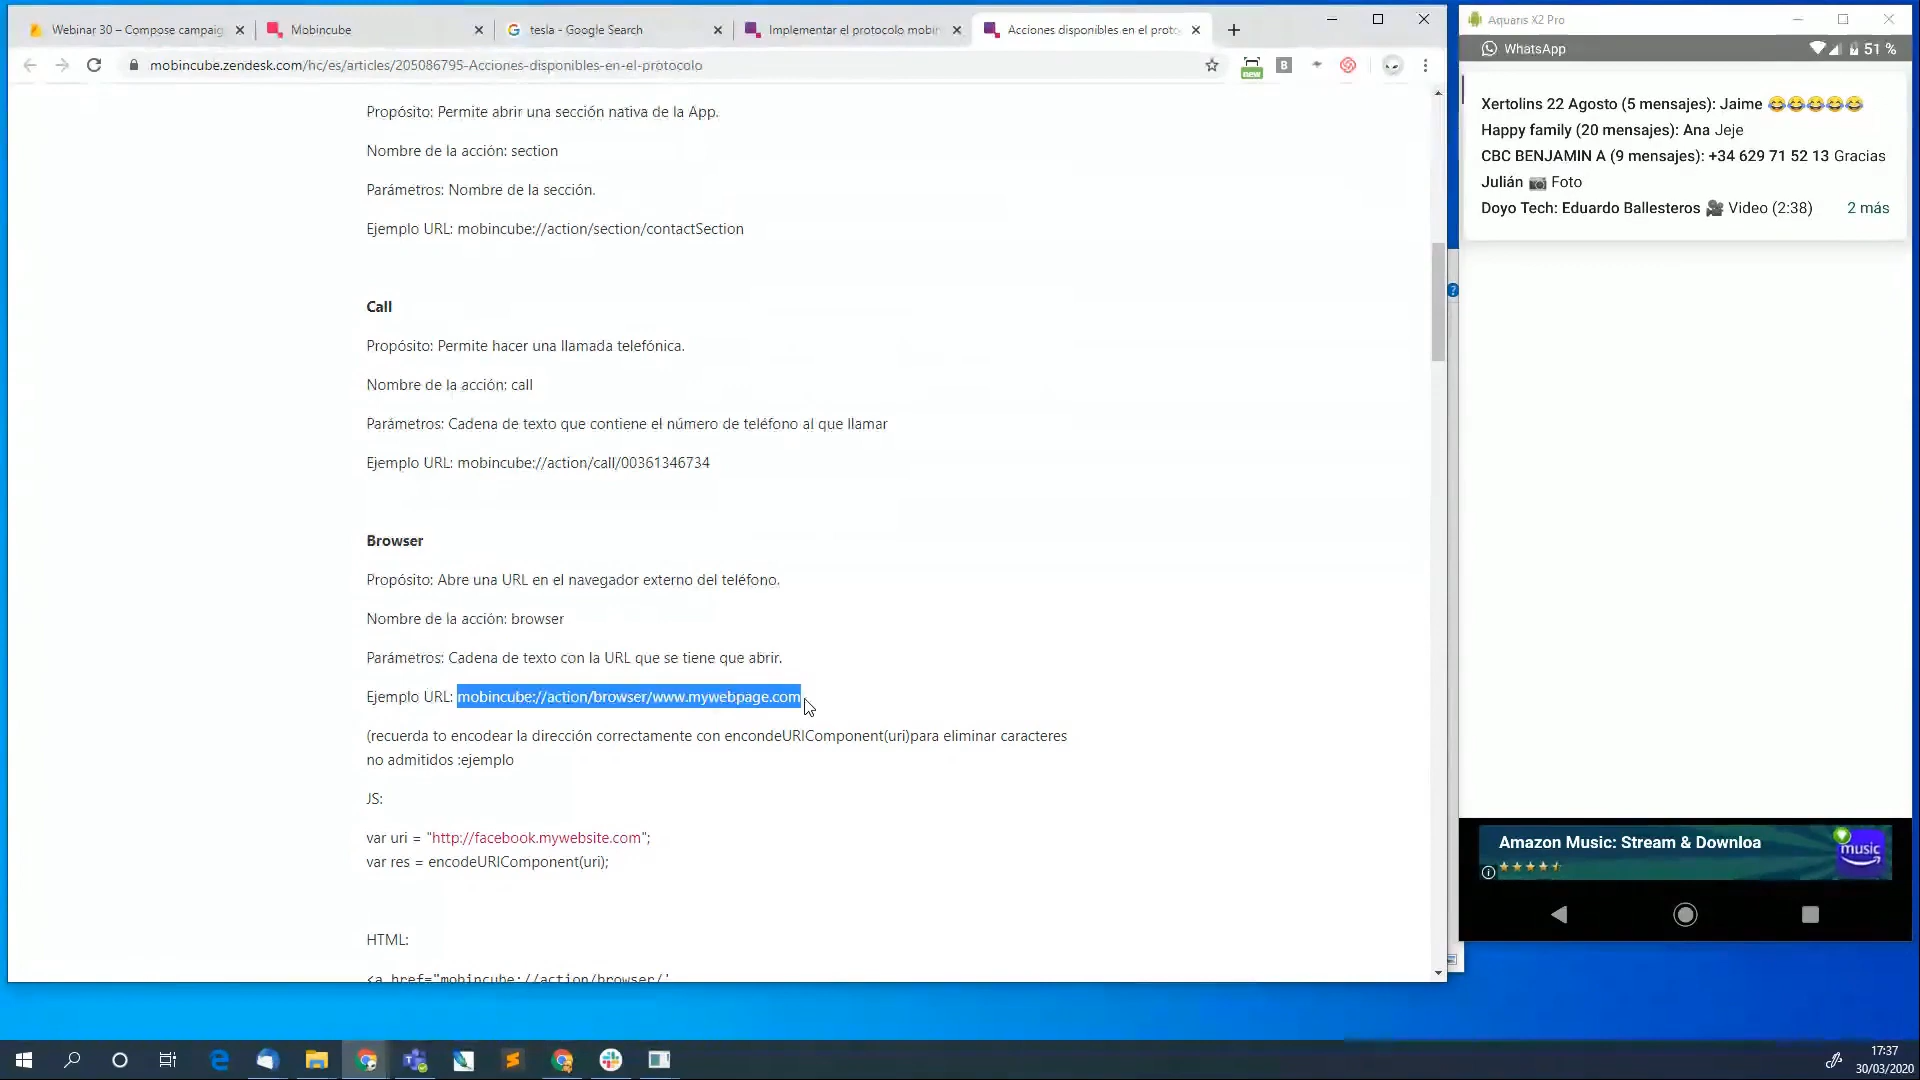 Webinar 30 – Compose campaig
Mobincube
tesla - Google Search
Implementar el protocolo mobin
Acciones disponibles en el proto
mobincube.zendesk.com/hc/es/articles/205086795-Acciones-disponibles-en-el-protocolo
new
B
Propósito: Permite abrir una sección nativa de la App.
Nombre de la acción: section
Parámetros: Nombre de la sección.
Ejemplo URL: mobincube://action/section/contactSection
Call
Propósito: Permite hacer una llamada telefónica.
Nombre de la acción: call
Parámetros: Cadena de texto que contiene el número de teléfono al que llamar
Ejemplo URL: mobincube://action/call/00361346734
Browser
Propósito: Abre una URL en el navegador externo del teléfono.
Nombre de la acción: browser
Parámetros: Cadena de texto con la URL que se tiene que abrir.
Ejemplo URL: mobincube://action/browser/www.mywebpage.com
(recuerda to encodear la dirección correctamente con encondeURIComponent(uri)para eliminar caracteres
no admitidos :ejemplo
JS:
var uri = "http://facebook.mywebsite.com";
var res = encodeURIComponent(uri);
HTML:
<a href="mobincube://action/browser/'
Aquaris X2 Pro
WhatsApp
51 %
Xertolins 22 Agosto (5 mensajes): Jaime 😂😂😂😂😂
Happy family (20 mensajes): Ana Jeje
CBC BENJAMIN A (9 mensajes): +34 629 71 52 13 Gracias
Julián 📷 Foto
Doyo Tech: Eduardo Ballesteros 🎥 Video (2:38) 2 más
Amazon Music: Stream & Downloa
music
17:37
30/03/2020